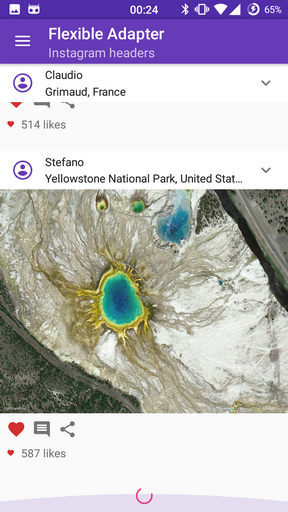 00:24
65%
Flexible Adapter
Instagram headers
Claudio
Grimaud, France
514 likes
Stefano
Yellowstone National Park, United Stat...
587 likes